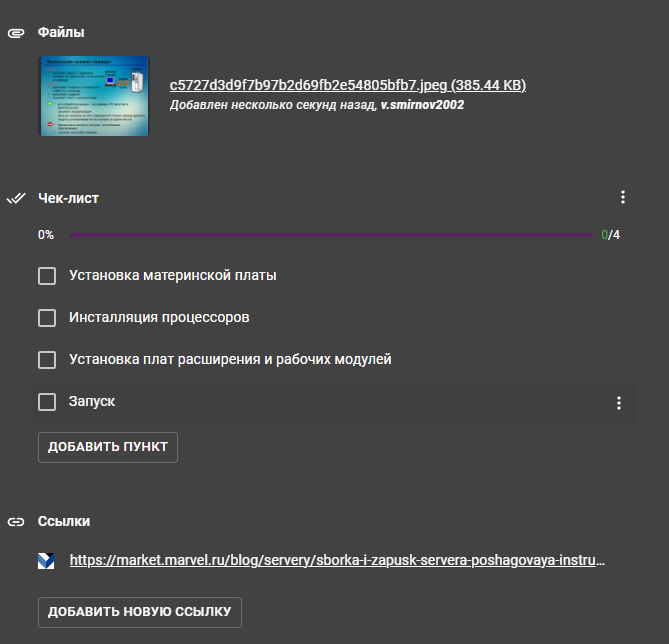 Файлы
c5727d3d9f7b97b2d69fb2e54805bfb7.jpeg (385.44 KB)
Добавлен несколько секунд назад, v.smirnov2002
Чек-лист
0% 0/4
Установка материнской платы
Инсталляция процессоров
Установка плат расширения и рабочих модулей
Запуск
ДОБАВИТЬ ПУНКТ
Ссылки
https://market.marvel.ru/blog/servery/sborka-i-zapusk-servera-poshagovaya-instru...
ДОБАВИТЬ НОВУЮ ССЫЛКУ